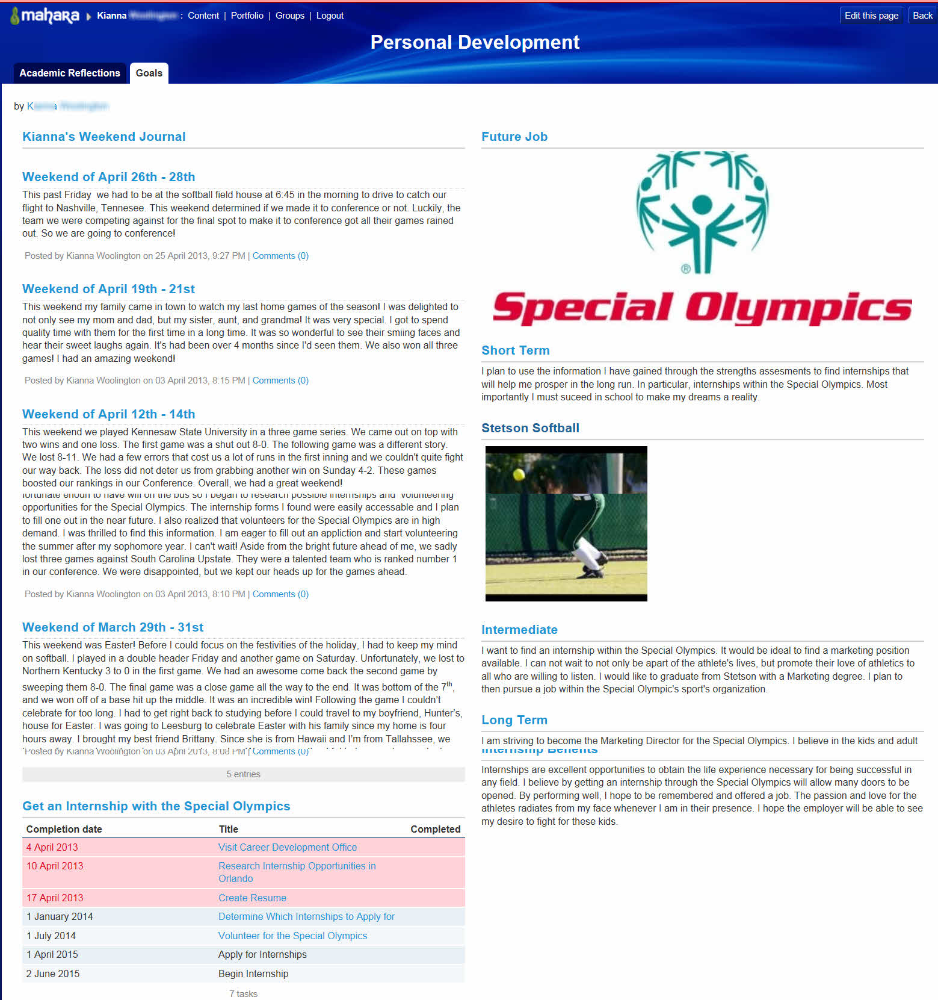 mahara Kianna : Content | Portfolio | Groups | Logout
Edit this page Back
Personal Development
Academic Reflections Goals
by K
Kianna's Weekend Journal
Weekend of April 26th - 28th
This past Friday we had to be at the softball field house at 6:45 in the morning to drive to catch our
flight to Nashville, Tennesee. This weekend determined if we made it to conference or not. Luckily, the
team we were competing against for the final spot to make it to conference got all their games rained
out. So we are going to conference!
Posted by Kianna Woolington on 25 April 2013, 9:27 PM | Comments (0)
Weekend of April 19th - 21st
This weekend my family came in town to watch my last home games of the season! I was delighted to
not only see my mom and dad, but my sister, aunt, and grandma! It was very special. I got to spend
quality time with them for the first time in a long time. It was so wonderful to see their smiing faces and
hear their sweet laughs again. It's had been over 4 months since I'd seen them. We also won all three
games! I had an amazing weekend!
Posted by Kianna Woolington on 03 April 2013, 8:15 PM | Comments (0)
Weekend of April 12th - 14th
This weekend we played Kennesaw State University in a three game series. We came out on top with
two wins and one loss. The first game was a shut out 8-0. The following game was a different story.
We lost 8-11. We had a few errors that cost us a lot of runs in the first inning and we couldn't quite fight
our way back. The loss did not deter us from grabbing another win on Sunday 4-2. These games
boosted our rankings in our Conference. Overall, we had a great weekend!
fortunate enoun to have wifi on the bus so I began to research possible internships and volunteering
opportunities for the Special Olympics. The internship forms I found were easily accessable and I plan
to fill one out in the near future. I also realized that volunteers for the Special Olympics are in high
demand. I was thrilled to find this information. I am eager to fill out an appliction and start volunteering
the summer after my sophomore year. I can't wait! Aside from the bright future ahead of me, we sadly
lost three games against South Carolina Upstate. They were a talented team who is ranked number 1
in our conference. We were disappointed, but we kept our heads up for the games ahead.
Posted by Kianna Woolington on 03 April 2013, 8:10 PM | Comments (0)
Weekend of March 29th - 31st
This weekend was Easter! Before I could focus on the festivities of the holiday, I had to keep my mind
on softball. I played in a double header Friday and another game on Saturday. Unfortunately, we lost to
Northern Kentucky 3 to 0 in the first game. We had an awesome come back the second game by
sweeping them 8-0. The final game was a close game all the way to the end. It was bottom of the 7th,
and we won off of a base hit up the middle. It was an incredible win! Following the game I couldn’t
celebrate for too long. I had to get right back to studying before I could travel to my boyfriend, Hunter’s,
house for Easter. I was going to Leesburg to celebrate Easter with his family since my home is four
hours away. I brought my best friend Brittany. Since she is from Hawaii and I’m from Tallahssee, we
Posted by Kianna Woolington on 03 April 2013, 8:08 PM | Comments (0)
5 entries
Get an Internship with the Special Olympics
Completion date Title Completed
4 April 2013 Visit Career Development Office
10 April 2013 Research Internship Opportunities in
Orlando
17 April 2013 Create Resume
1 January 2014 Determine Which Internships to Apply for
1 July 2014 Volunteer for the Special Olympics
1 April 2015 Apply for Internships
2 June 2015 Begin Internship
7 tasks
Future Job
®
Special Olympics
Short Term
I plan to use the information I have gained through the strengths assesments to find internships that
will help me prosper in the long run. In particular, internships within the Special Olympics. Most
importantly I must suceed in school to make my dreams a reality.
Stetson Softball
Intermediate
I want to find an internship within the Special Olympics. It would be ideal to find a marketing position
available. I can not wait to not only be apart of the athlete's lives, but promote their love of athletics to
all who are willing to listen. I would like to graduate from Stetson with a Marketing degree. I plan to
then pursue a job within the Special Olympic's sport's organization.
Long Term
I am striving to become the Marketing Director for the Special Olympics. I believe in the kids and adult
Internship Benefits
Internships are excellent opportunities to obtain the life experience necessary for being successful in
any field. I believe by getting an internship through the Special Olympics will allow many doors to be
opened. By performing well, I hope to be remembered and offered a job. The passion and love for the
athletes radiates from my face whenever I am in their presence. I hope the employer will be able to see
my desire to fight for these kids.